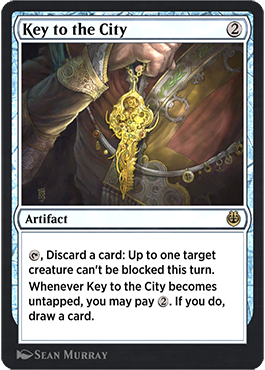 Key to the City 2
Artifact
, Discard a card: Up to one target
creature can't be blocked this turn.
Whenever Key to the City becomes
untapped, you may pay 2. If you do,
draw a card.
SEAN MURRAY